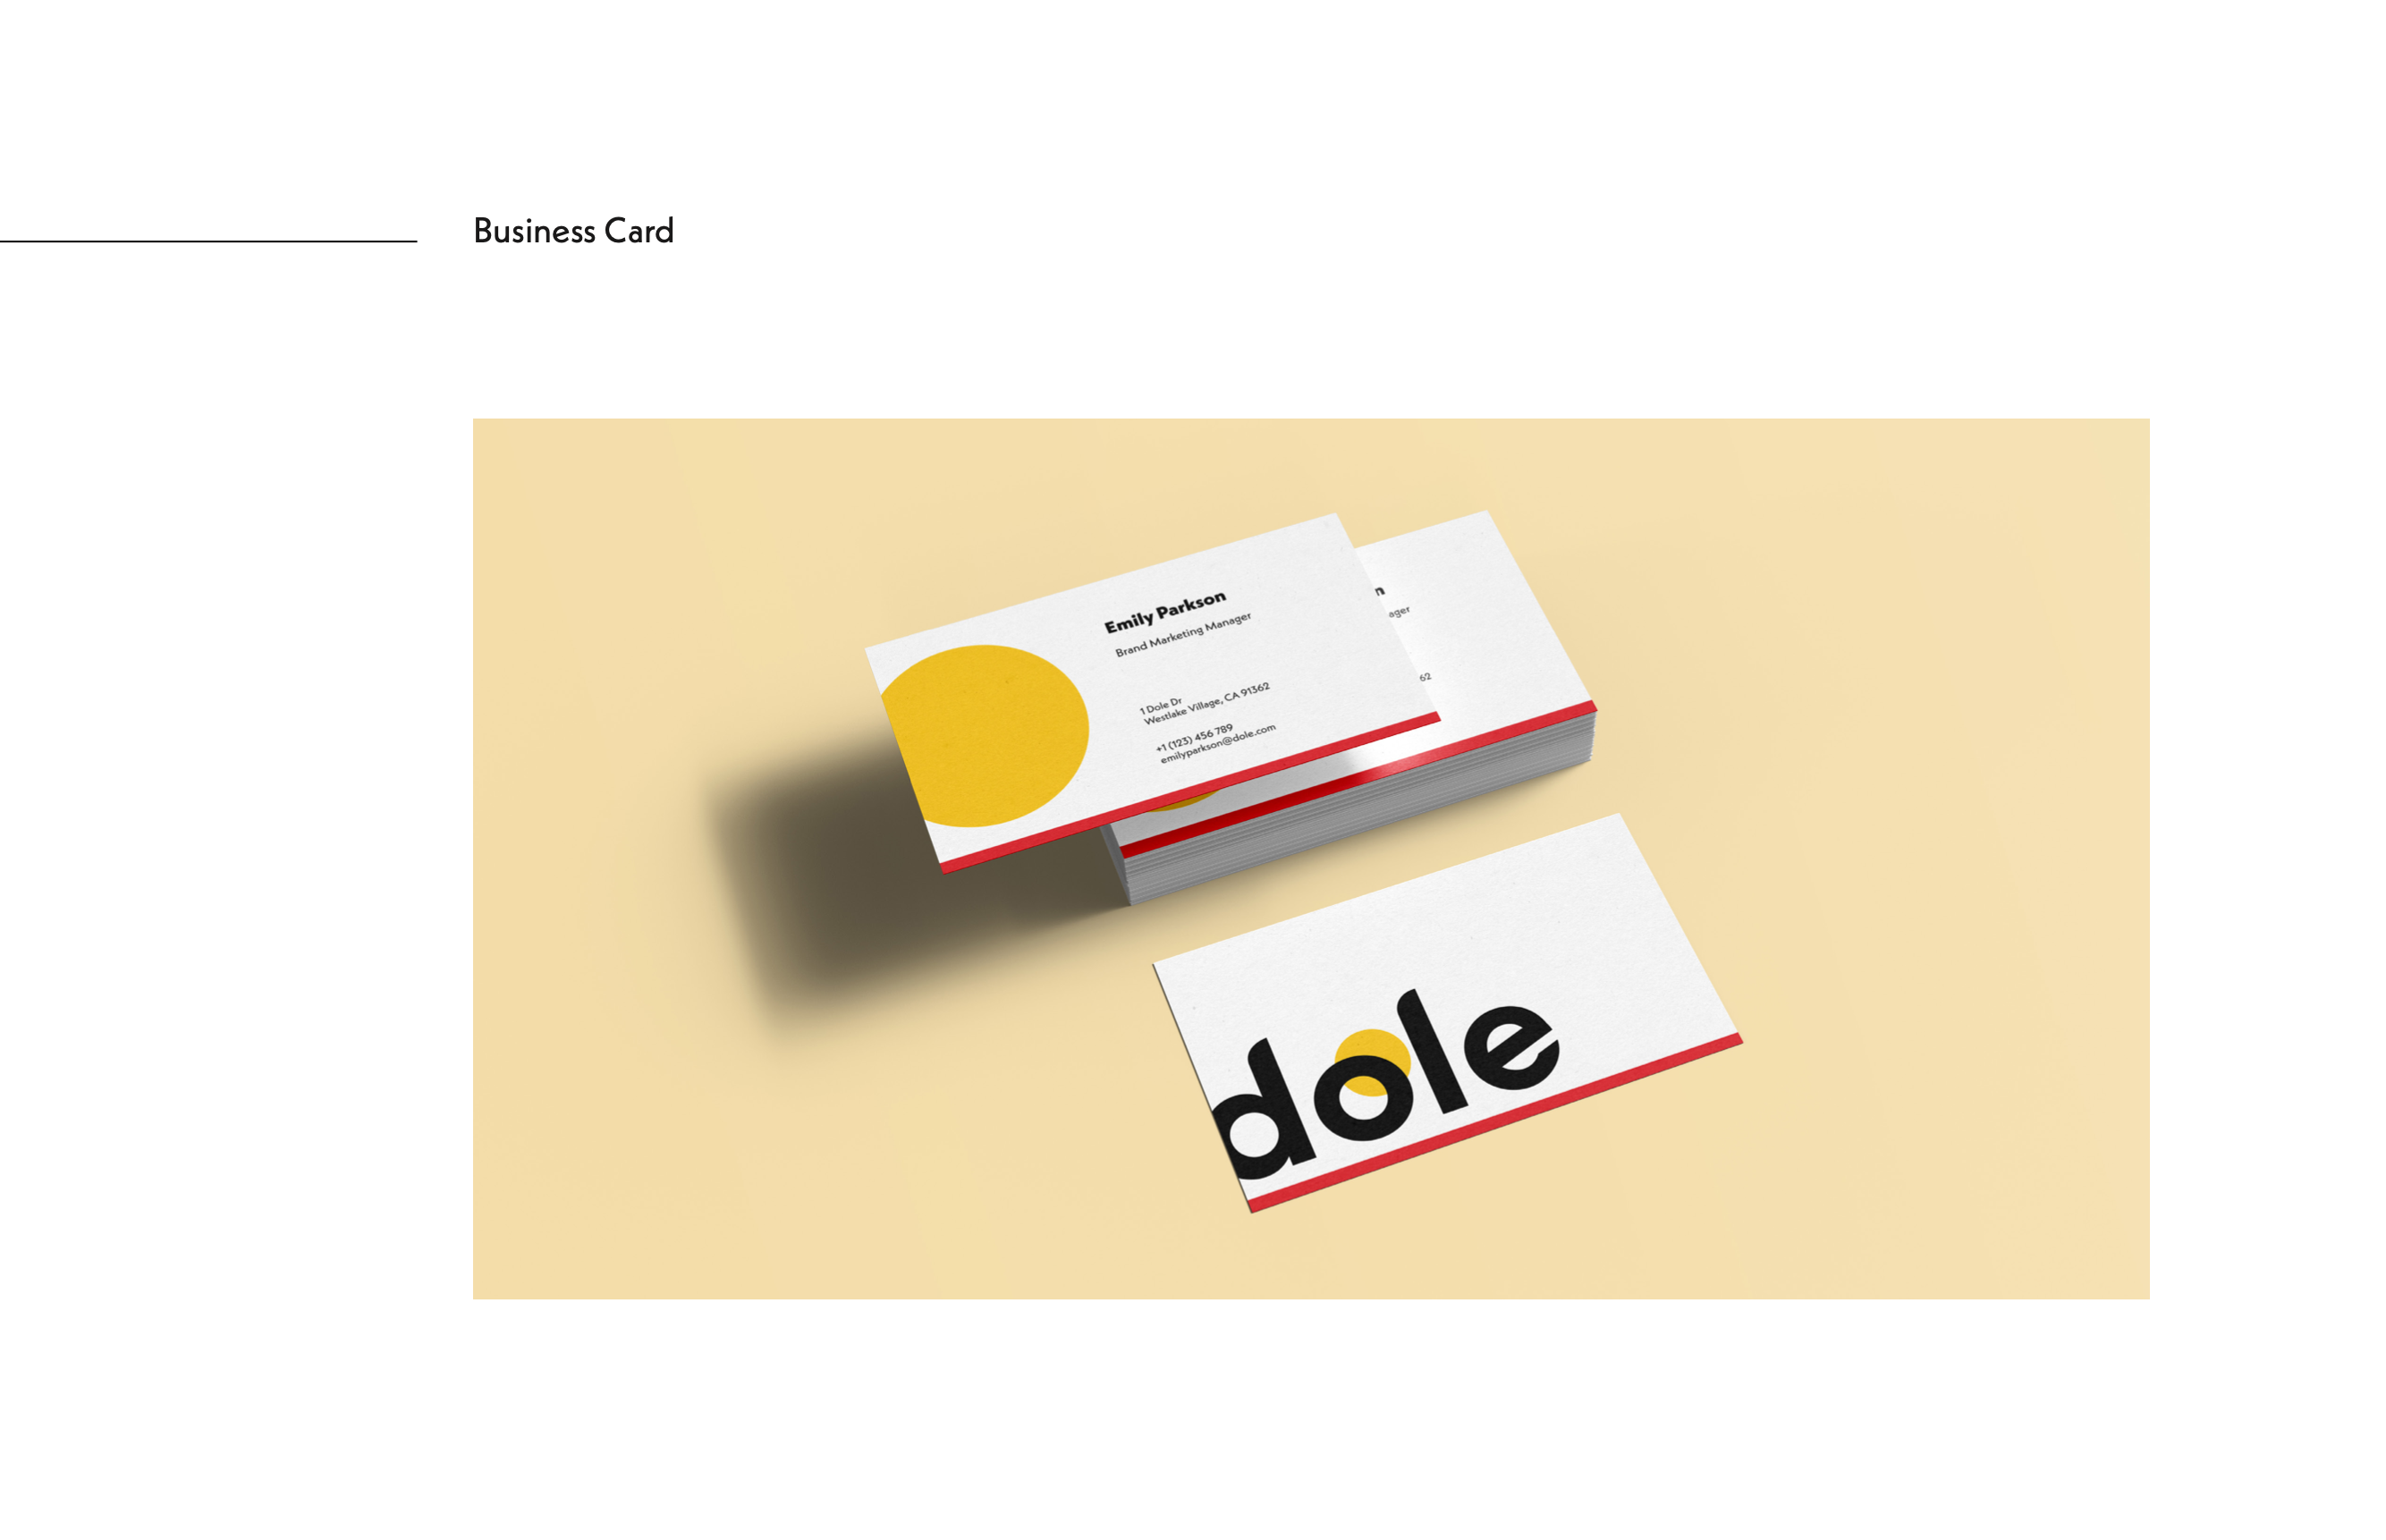 Business Card
Emily Parkson
Brand Marketing Manager
1 Dole Dr
Westlake Village, CA 91362
+1 (123) 456 789
emilyparkson@dole.com
n
ager
62
dole